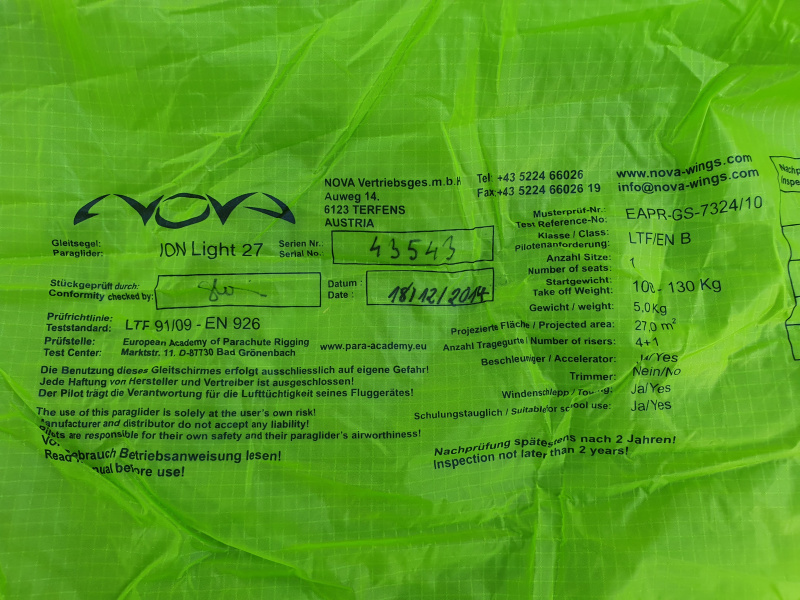 NOVA
NOVA Vertriebsges.m.b.H
Auweg 14.
6123 TERFENS
AUSTRIA
Tel: +43 5224 66026
Fax:+43 5224 66026 19
www.nova-wings.com
info@nova-wings.com
Gleitsegel:
Paraglider:
ION Light 27
Serien Nr.:
Serial No.:
43543
Stückgeprüft durch:
Conformity checked by:
Datum :
Date :
18/12/2014
Prüfrichtlinie:
Teststandard:
LTF 91/09 - EN 926
Prüfstelle:
Test Center:
European Academy of Parachute Rigging
Marktstr. 11. D-87730 Bad Grönenbach
www.para-academy.eu
Musterprüf-Nr.:
Test Reference-No:
EAPR-GS-7324/10
Klasse / Class:
Pilotenanforderung:
LTF/EN B
Anzahl Sitze:
Number of seats:
1
Startgewicht:
Take off Weight:
- 130 Kg
Gewicht / weight:
5,0Kg
Projezierte Fläche / Projected area:
27,0 m²
Anzahl Tragegurte / Number of risers:
4+1
Beschleuniger / Accelerator:
Ja/Yes
Trimmer:
Nein/No
Windenschlepp / Towing:
Ja/Yes
Schulungstauglich / Suitable for school use:
Ja/Yes
Die Benutzung dieses Gleitschirmes erfolgt ausschliesslich auf eigene Gefahr!
Jede Haftung von Hersteller und Vertreiber ist ausgeschlossen!
Der Pilot trägt die Verantwortung für die Lufttüchtigkeit seines Fluggerätes!
The use of this paraglider is solely at the user's own risk!
Manufacturer and distributor do not accept any liability!
Pilots are responsible for their own safety and their paraglider's airworthiness!
Betriebsanweisung lesen!
Read before use!
Nachprüfung spätestens nach 2 Jahren!
Inspection not later than 2 years!